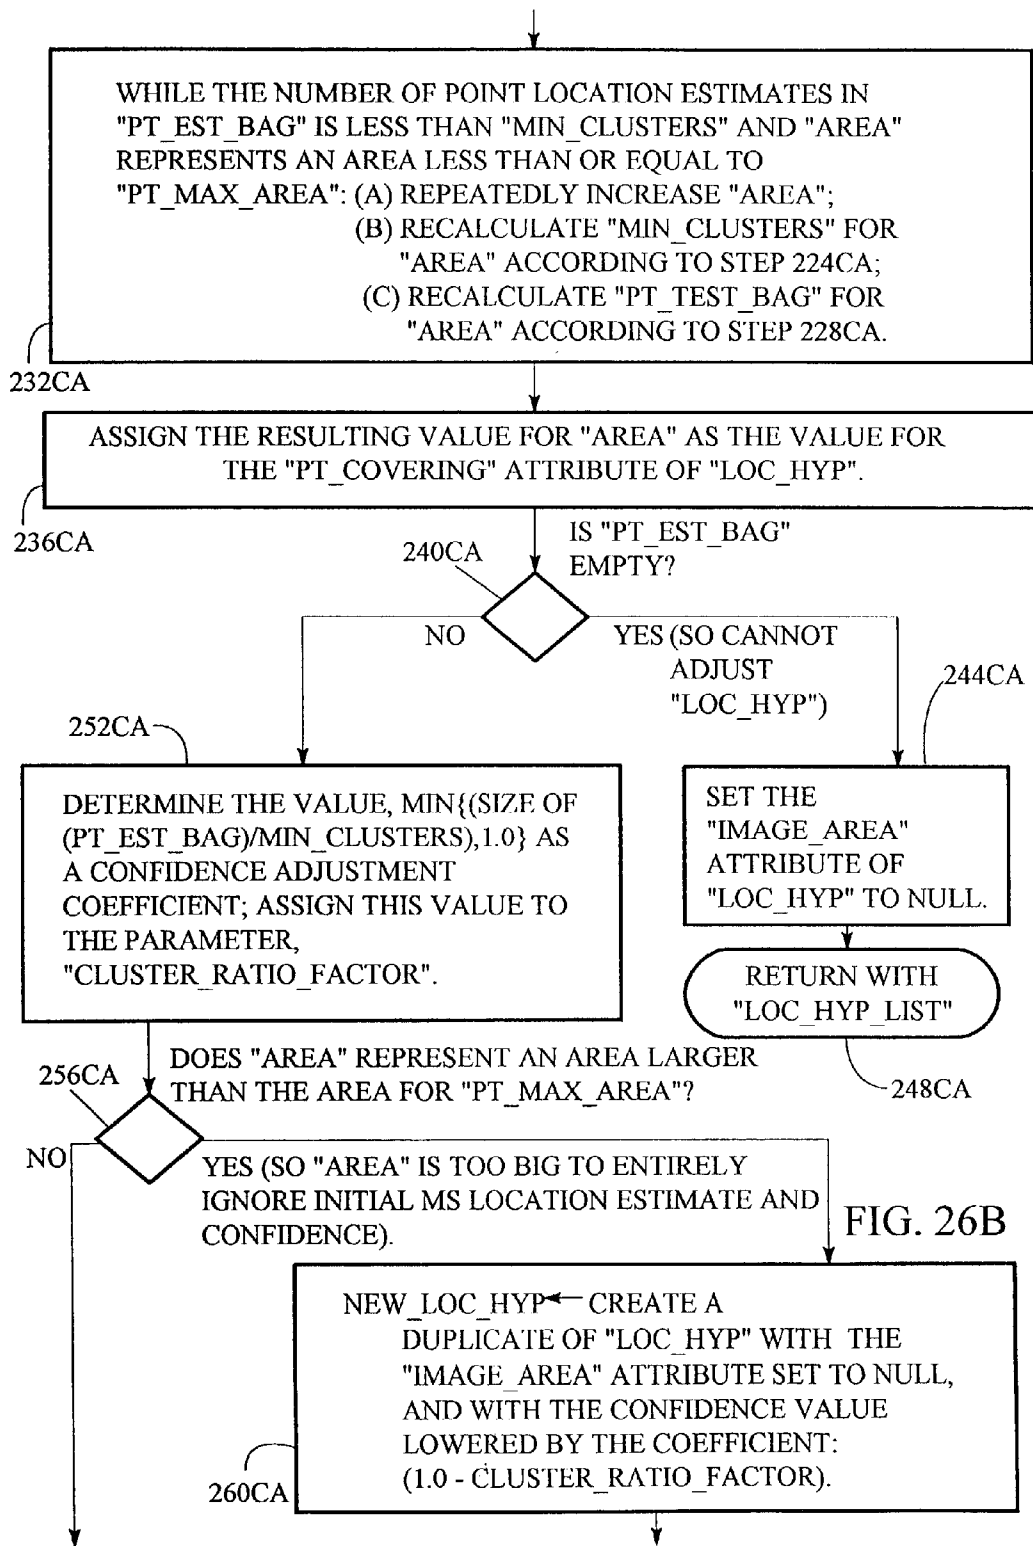 WHILE THE NUMBER OF POINT LOCATION ESTIMATES IN
"PT_EST_BAG" IS LESS THAN "MIN_CLUSTERS" AND "AREA"
REPRESENTS AN AREA LESS THAN OR EQUAL TO
"PT_MAX_AREA": (A) REPEATEDLY INCREASE "AREA";
(B) RECALCULATE "MIN_CLUSTERS" FOR
"AREA" ACCORDING TO STEP 224CA;
(C) RECALCULATE "PT_TEST_BAG" FOR
"AREA" ACCORDING TO STEP 228CA.
232CA
ASSIGN THE RESULTING VALUE FOR "AREA" AS THE VALUE FOR
THE "PT_COVERING" ATTRIBUTE OF "LOC_HYP".
236CA
240CA
IS "PT_EST_BAG"
EMPTY?
NO
YES (SO CANNOT
ADJUST
"LOC_HYP")
244CA
252CA
DETERMINE THE VALUE, MIN{(SIZE OF
(PT_EST_BAG)/MIN_CLUSTERS),1.0} AS
A CONFIDENCE ADJUSTMENT
COEFFICIENT; ASSIGN THIS VALUE TO
THE PARAMETER,
"CLUSTER_RATIO_FACTOR".
SET THE
"IMAGE_AREA"
ATTRIBUTE OF
"LOC_HYP" TO NULL.
RETURN WITH
"LOC_HYP_LIST"
248CA
256CA
DOES "AREA" REPRESENT AN AREA LARGER
THAN THE AREA FOR "PT_MAX_AREA"?
NO
YES (SO "AREA" IS TOO BIG TO ENTIRELY
IGNORE INITIAL MS LOCATION ESTIMATE AND
CONFIDENCE).
FIG. 26B
NEW_LOC_HYP← CREATE A
DUPLICATE OF "LOC_HYP" WITH THE
"IMAGE_AREA" ATTRIBUTE SET TO NULL,
AND WITH THE CONFIDENCE VALUE
LOWERED BY THE COEFFICIENT:
(1.0 - CLUSTER_RATIO_FACTOR).
260CA